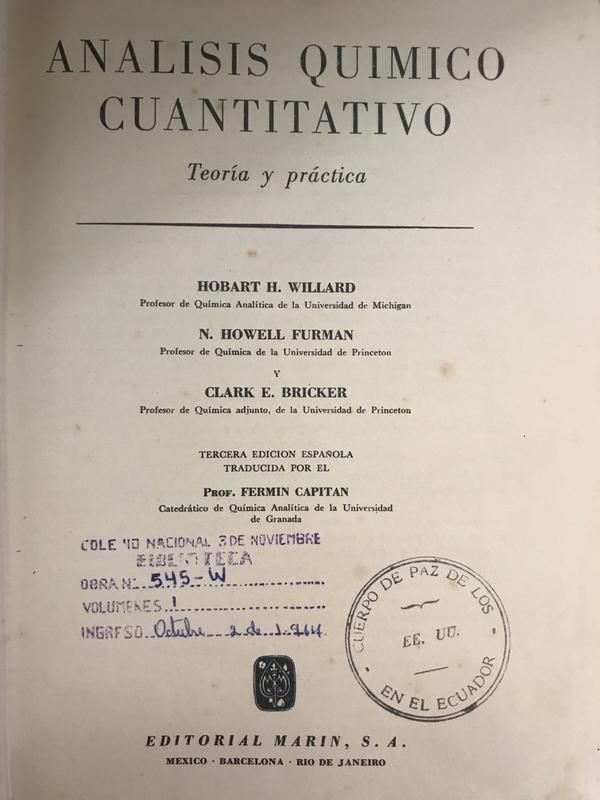 ANALISIS QUIMICO
CUANTITATIVO
Teoría y práctica
HOBART H. WILLARD
Profesor de Química Analítica de la Universidad de Michigan
N. HOWELL FURMAN
Profesor de Química de la Universidad de Princeton
Y
CLARK E. BRICKER
Profesor de Química adjunto, de la Universidad de Princeton
TERCERA EDICION ESPAÑOLA
TRADUCIDA POR EL
PROF. FERMIN CAPITAN
Catedrático de Química Analítica de la Universidad
de Granada
COLE IO NACIONAL 3 DE NOVIEMBRE
BIBLIOTECA
OBRA N. 545-W
VOLUMENES 1
INGRESO Octubre 2 de 1.964
CUERPO DE PAZ DE LOS
EE. UU.
EN EL ECUADOR
EDITORIAL MARIN, S. A.
MEXICO · BARCELONA · RIO DE JANEIRO